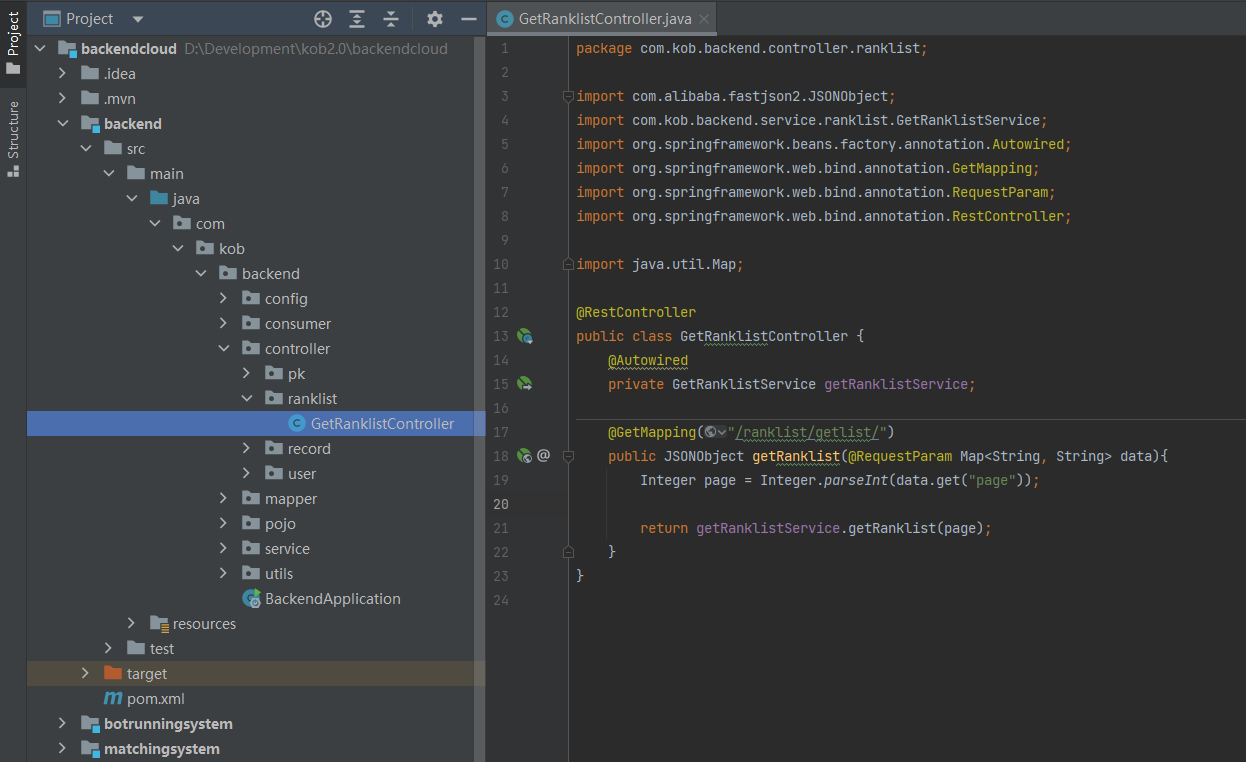 Project
Structure
Project
backendcloud D:\Development\kob2.0\backendcloud
.idea
.mvn
backend
src
main
java
com
kob
backend
config
consumer
controller
pk
ranklist
GetRanklistController
record
user
mapper
pojo
service
utils
BackendApplication
resources
test
target
pom.xml
botrunningsystem
matchingsystem
GetRanklistController.java
1 package com.kob.backend.controller.ranklist;
2
3 import com.alibaba.fastjson2.JSONObject;
4 import com.kob.backend.service.ranklist.GetRanklistService;
5 import org.springframework.beans.factory.annotation.Autowired;
6 import org.springframework.web.bind.annotation.GetMapping;
7 import org.springframework.web.bind.annotation.RequestParam;
8 import org.springframework.web.bind.annotation.RestController;
9
10 import java.util.Map;
11
12 @RestController
13 public class GetRanklistController {
14 @Autowired
15 private GetRanklistService getRanklistService;
16
17 @GetMapping("/ranklist/getlist/")
18 @ public JSONObject getRanklist(@RequestParam Map<String, String> data){
19 Integer page = Integer.parseInt(data.get("page"));
20
21 return getRanklistService.getRanklist(page);
22 }
23 }
24